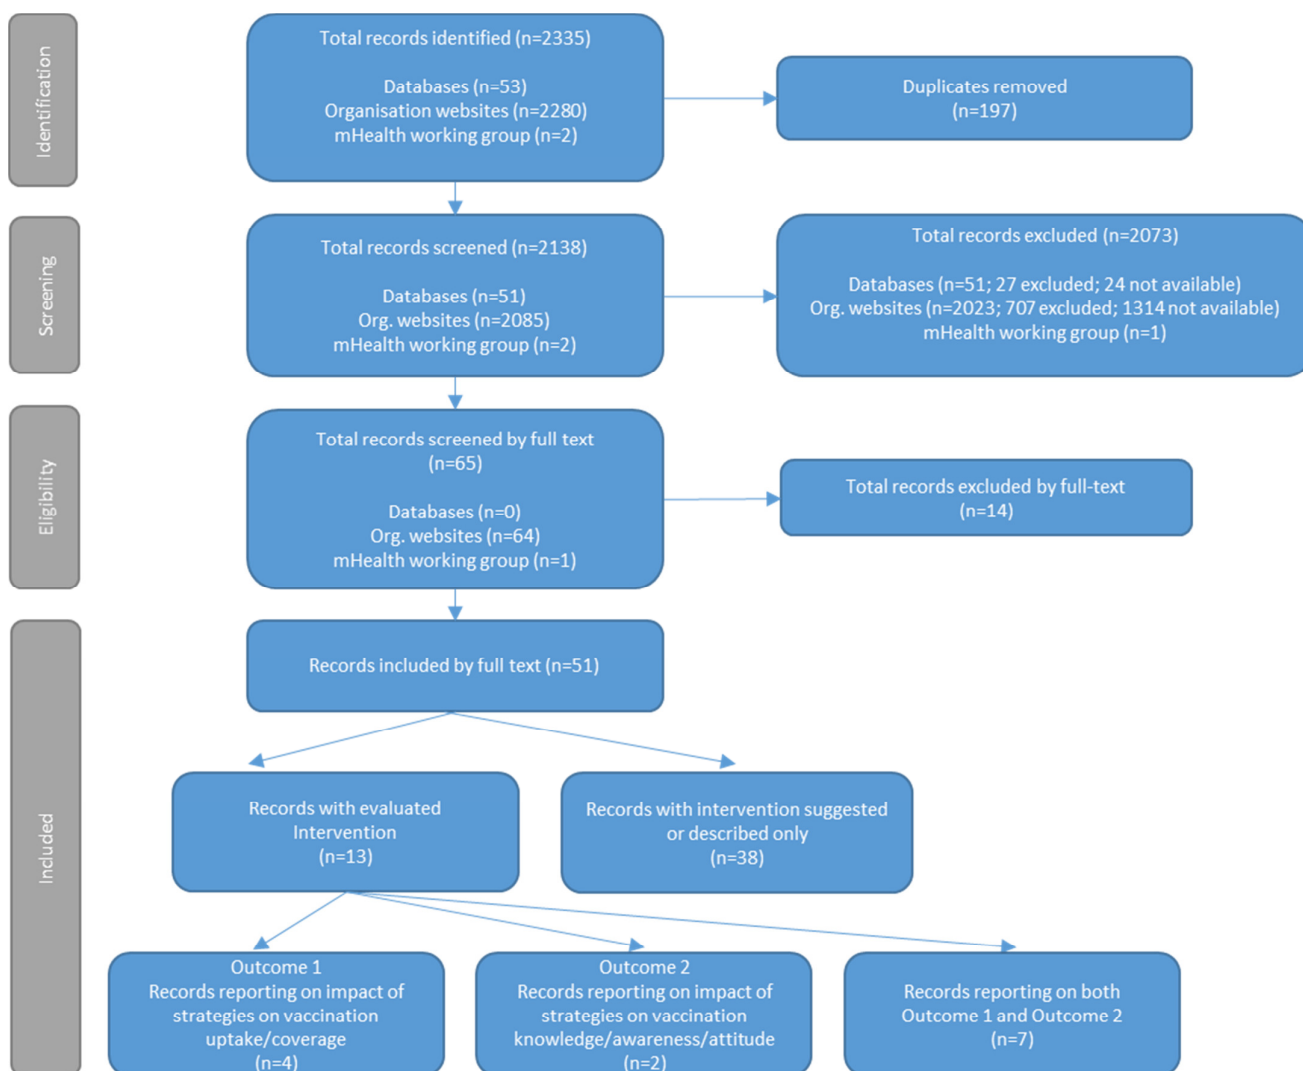 Identification
Total records identified (n=2335)
Databases (n=53)
Organisation websites (n=2280)
mHealth working group (n=2)
Duplicates removed
(n=197)
Screening
Total records screened (n=2138)
Databases (n=51)
Org. websites (n=2085)
mHealth working group (n=2)
Total records excluded (n=2073)
Databases (n=51; 27 excluded; 24 not available)
Org. websites (n=2023; 707 excluded; 1314 not available)
mHealth working group (n=1)
Eligibility
Total records screened by full text
(n=65)
Databases (n=0)
Org. websites (n=64)
mHealth working group (n=1)
Total records excluded by full-text
(n=14)
Included
Records included by full text (n=51)
Records with evaluated
Intervention
(n=13)
Records with intervention suggested
or described only
(n=38)
Outcome 1
Records reporting on impact of
strategies on vaccination
uptake/coverage
(n=4)
Outcome 2
Records reporting on impact of
strategies on vaccination
knowledge/awareness/attitude
(n=2)
Records reporting on both
Outcome 1 and Outcome 2
(n=7)